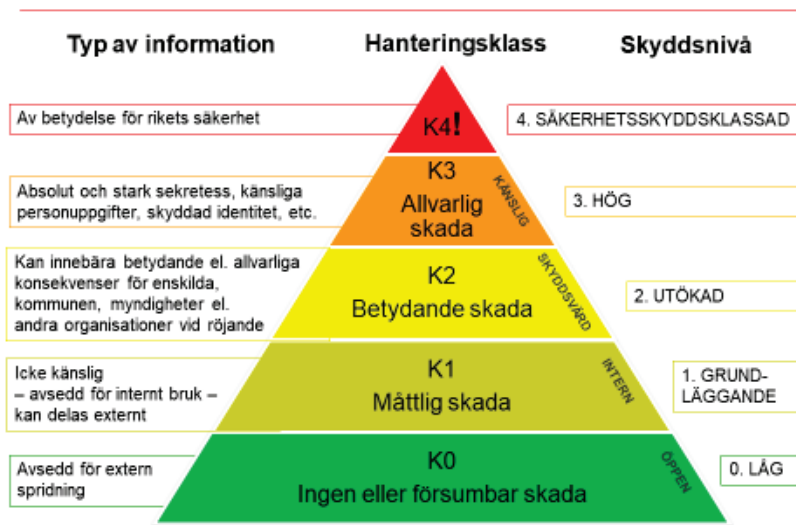 Typ av information
Hanteringsklass
Skyddsnivå
Av betydelse för rikets säkerhet
K4!
4. SÄKERHETSSKYDDSKLASSAD
Absolut och stark sekretess, känsliga
personuppgifter, skyddad identitet, etc.
K3
Allvarlig
skada
KÄNSLIG
3. HÖG
Kan innebära betydande el. allvarliga
konsekvenser för enskilda,
kommunen, myndigheter el.
andra organisationer vid röjande
K2
Betydande skada
SKYDDSVÄRD
2. UTÖKAD
Icke känslig
– avsedd för internt bruk –
kan delas externt
K1
Måttlig skada
INTERN
1. GRUND-
LÄGGANDE
Avsedd för extern
spridning
K0
Ingen eller försumbar skada
ÖPPEN
0. LÅG